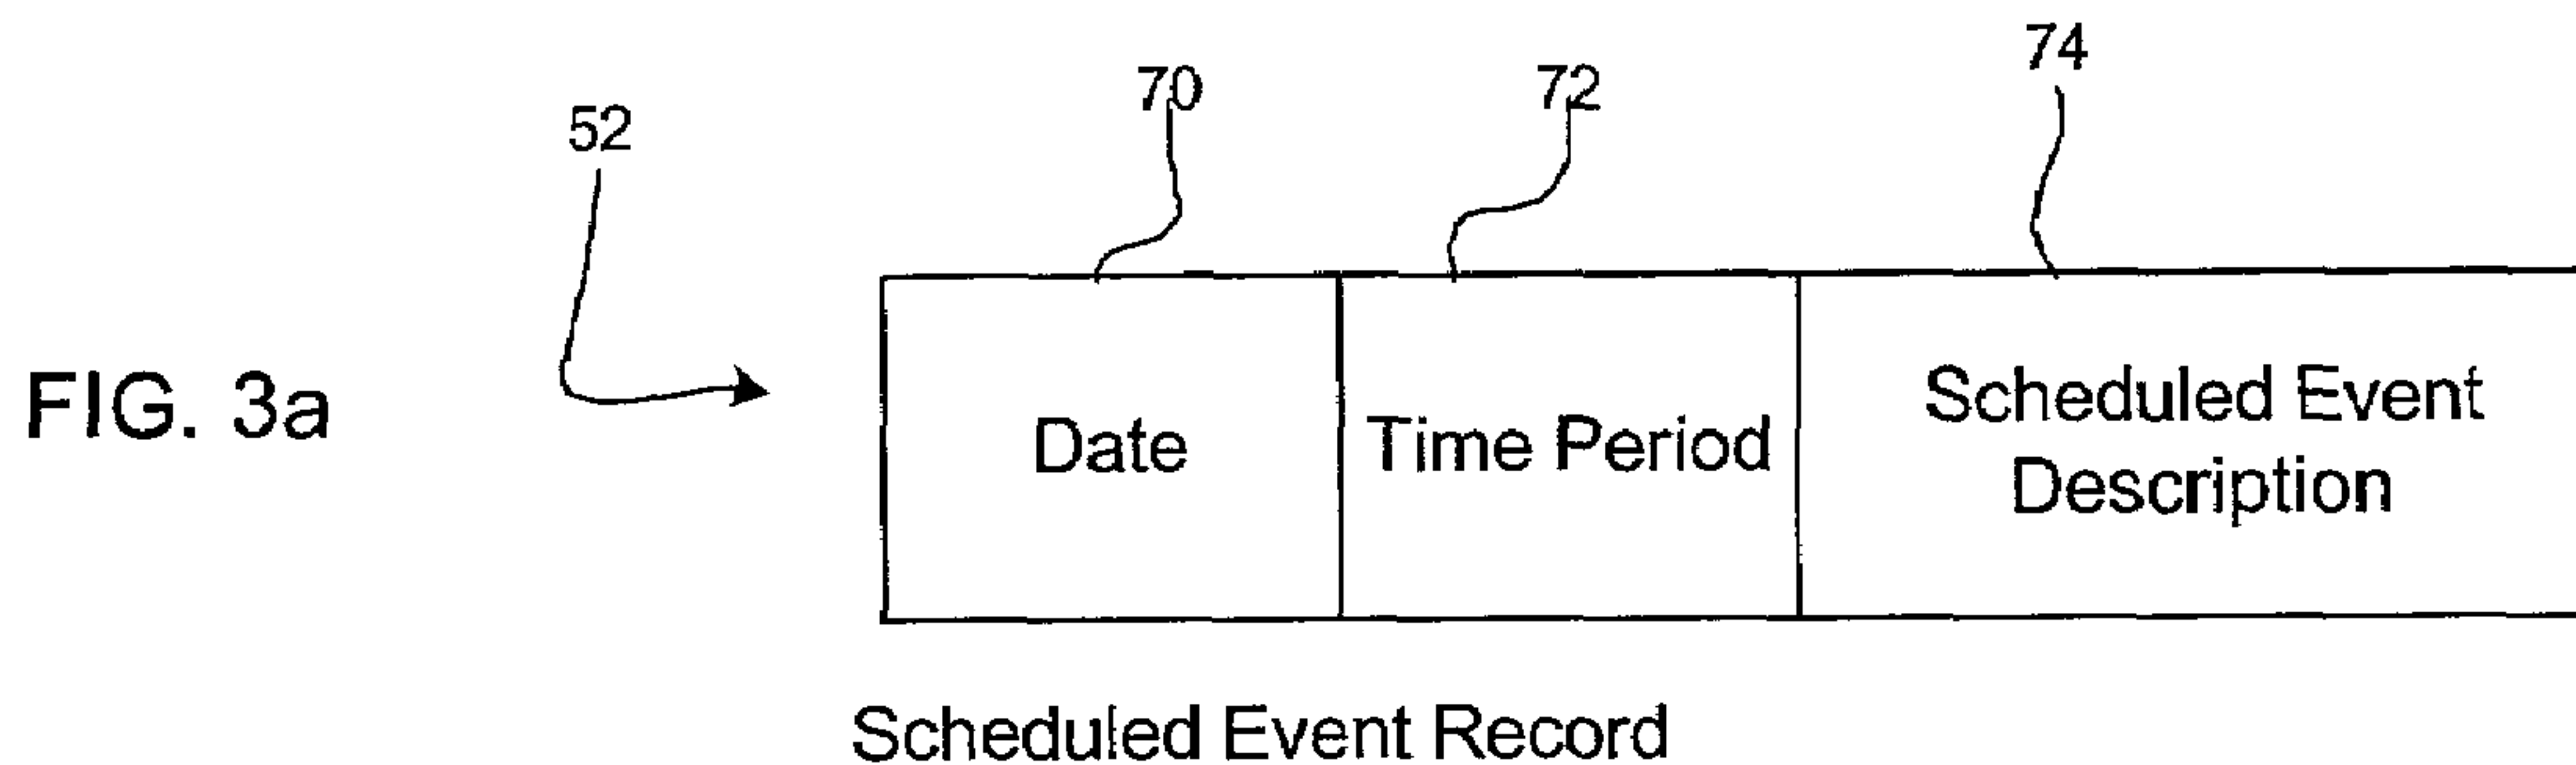 74
70
72
52
Scheduled Event
FIG. 3a
Date
Time Period
Description
Scheduled Event Record